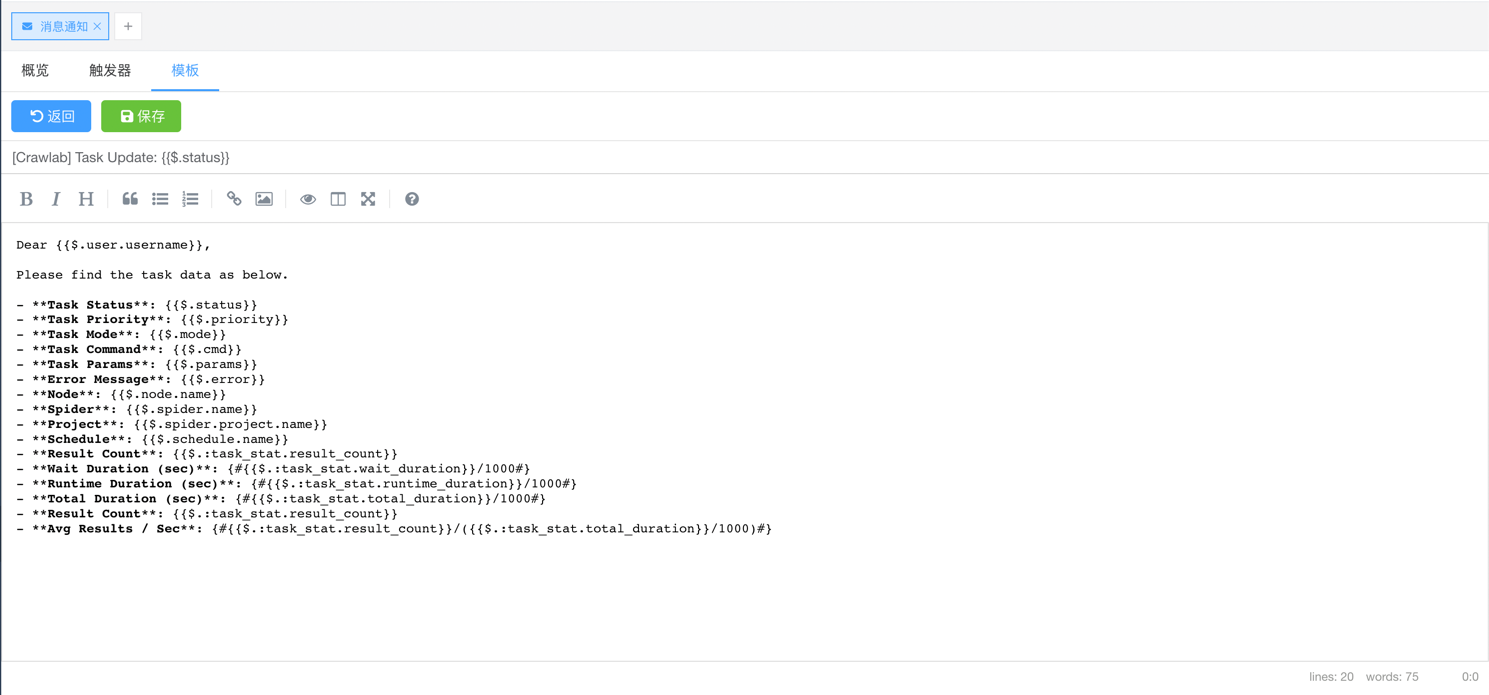 消息通知
概览 触发器 模板
返回 保存
[Crawlab] Task Update: {{$.status}}
B I H
Dear {{$.user.username}},
Please find the task data as below.
- **Task Status**: {{$.status}}
- **Task Priority**: {{$.priority}}
- **Task Mode**: {{$.mode}}
- **Task Command**: {{$.cmd}}
- **Task Params**: {{$.params}}
- **Error Message**: {{$.error}}
- **Node**: {{$.node.name}}
- **Spider**: {{$.spider.name}}
- **Project**: {{$.spider.project.name}}
- **Schedule**: {{$.schedule.name}}
- **Result Count**: {{$.:task_stat.result_count}}
- **Wait Duration (sec)**: {#{{$.:task_stat.wait_duration}}/1000#}
- **Runtime Duration (sec)**: {#{{$.:task_stat.runtime_duration}}/1000#}
- **Total Duration (sec)**: {#{{$.:task_stat.total_duration}}/1000#}
- **Result Count**: {{$.:task_stat.result_count}}
- **Avg Results / Sec**: {#{{$.:task_stat.result_count}}/({{$.:task_stat.total_duration}}/1000)#}
lines: 20 words: 75 0:0